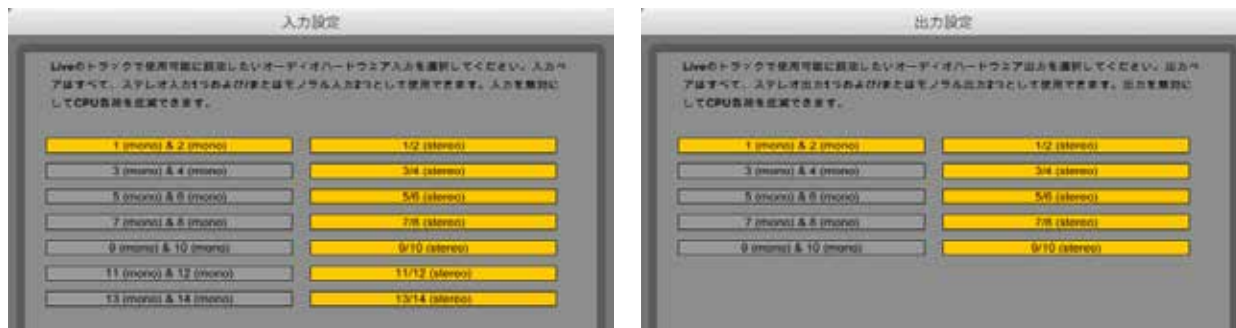 入力設定
Liveのトラックで使用可能に設定したいオーディオハードウェア入力を選択してください。入力ペ
アはすべて、ステレオ入力1つおよび/またはモノラル入力2つとして使用できます。入力を無効に
してCPU負荷を低減できます。
1 (mono) & 2 (mono) 1/2 (stereo)
3 (mono) & 4 (mono) 3/4 (stereo)
5 (mono) & 6 (mono) 5/6 (stereo)
7 (mono) & 8 (mono) 7/8 (stereo)
9 (mono) & 10 (mono) 9/10 (stereo)
11 (mono) & 12 (mono) 11/12 (stereo)
13 (mono) & 14 (mono) 13/14 (stereo)
出力設定
Liveのトラックで使用可能に設定したいオーディオハードウェア出力を選択してください。出力ペ
アはすべて、ステレオ出力1つおよび/またはモノラル出力2つとして使用できます。出力を無効に
してCPU負荷を低減できます。
1 (mono) & 2 (mono) 1/2 (stereo)
3 (mono) & 4 (mono) 3/4 (stereo)
5 (mono) & 6 (mono) 5/6 (stereo)
7 (mono) & 8 (mono) 7/8 (stereo)
9 (mono) & 10 (mono) 9/10 (stereo)